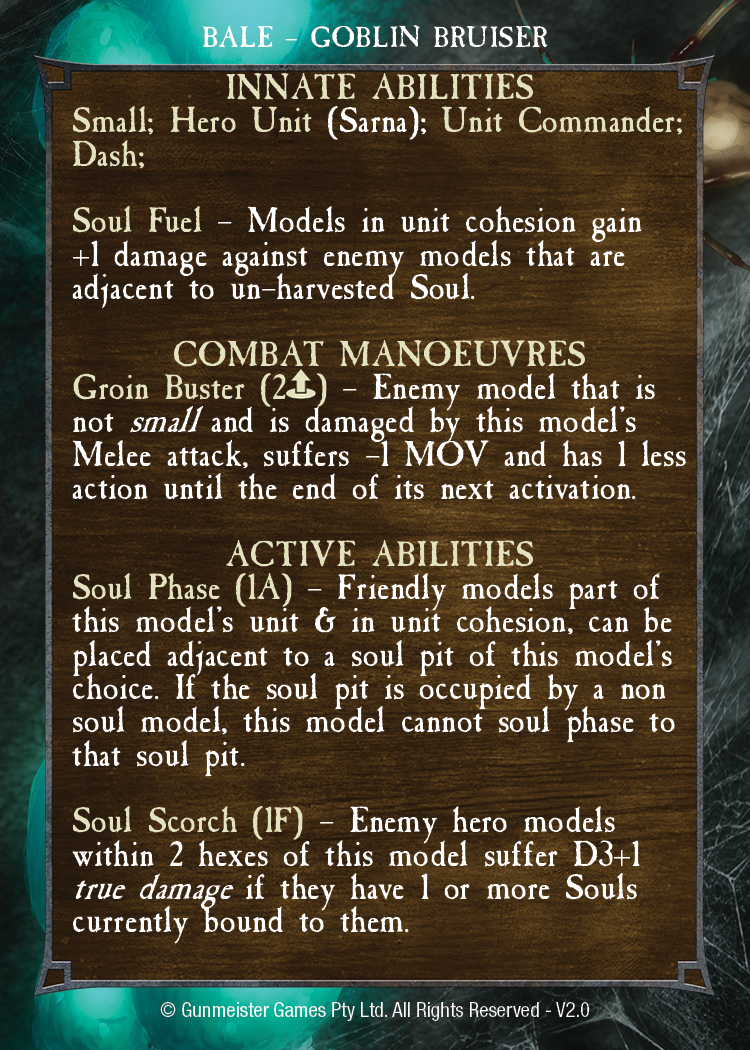 BALE – GOBLIN BRUISER
INNATE ABILITIES
Small; Hero Unit (Sarna); Unit Commander;
Dash;
Soul Fuel – Models in unit cohesion gain
+1 damage against enemy models that are
adjacent to un-harvested Soul.
COMBAT MANOEUVRES
Groin Buster (2) – Enemy model that is
not small and is damaged by this model's
Melee attack, suffers -1 MOV and has 1 less
action until the end of its next activation.
ACTIVE ABILITIES
Soul Phase (1A) – Friendly models part of
this model's unit & in unit cohesion, can be
placed adjacent to a soul pit of this model's
choice. If the soul pit is occupied by a non
soul model, this model cannot soul phase to
that soul pit.
Soul Scorch (1F) – Enemy hero models
within 2 hexes of this model suffer D3+1
true damage if they have 1 or more Souls
currently bound to them.
© Gunmeister Games Pty Ltd. All Rights Reserved - V2.0